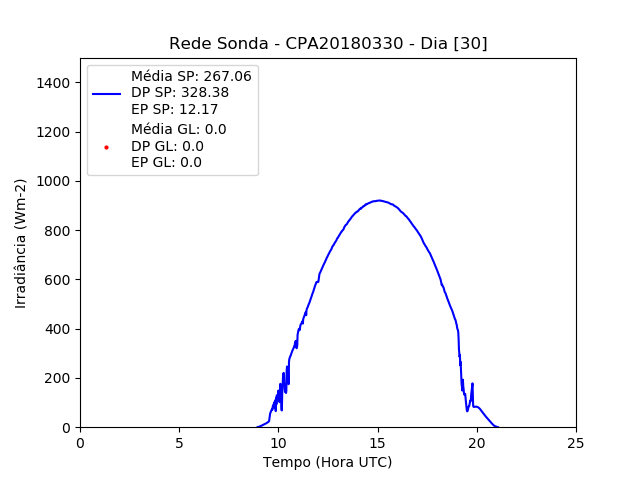 Rede Sonda - CPA20180330 - Dia [30]
Média SP: 267.06
DP SP: 328.38
EP SP: 12.17
Média GL: 0.0
DP GL: 0.0
EP GL: 0.0
1400
1200
1000
800
600
400
200
0
Irradiância (Wm-2)
0 5 10 15 20 25
Tempo (Hora UTC)